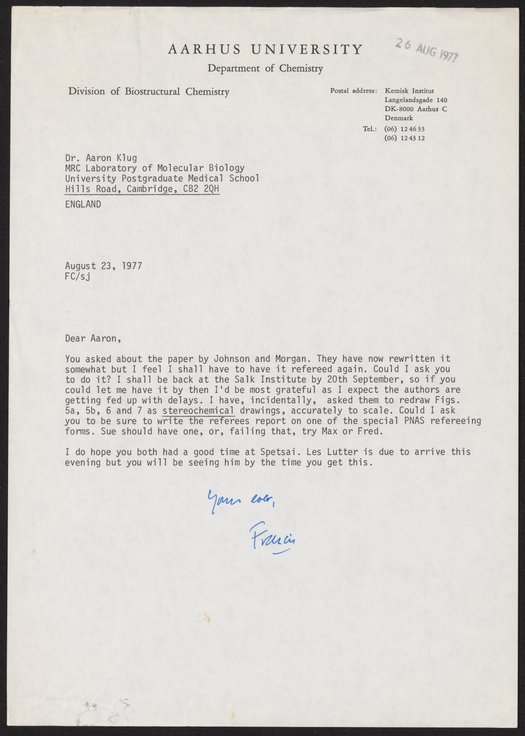 AARHUS UNIVERSITY
26 AUG 1977
Department of Chemistry
Division of Biostructural Chemistry
Postal address: Kemisk Institut
Langelandsgade 140
DK-8000 Aarhus C
Denmark
Tel.: (06) 12 46 33
(06) 12 43 12
Dr. Aaron Klug
MRC Laboratory of Molecular Biology
University Postgraduate Medical School
Hills Road, Cambridge, CB2 2QH
ENGLAND
August 23, 1977
FC/sj
Dear Aaron,
You asked about the paper by Johnson and Morgan. They have now rewritten it
somewhat but I feel I shall have to have it refereed again. Could I ask you
to do it? I shall be back at the Salk Institute by 20th September, so if you
could let me have it by then I'd be most grateful as I expect the authors are
getting fed up with delays. I have, incidentally, asked them to redraw Figs.
5a, 5b, 6 and 7 as stereochemical drawings, accurately to scale. Could I ask
you to be sure to write the referees report on one of the special PNAS refereeing
forms. Sue should have one, or, failing that, try Max or Fred.
I do hope you both had a good time at Spetsai. Les Lutter is due to arrive this
evening but you will be seeing him by the time you get this.
Yours ever,
Francis